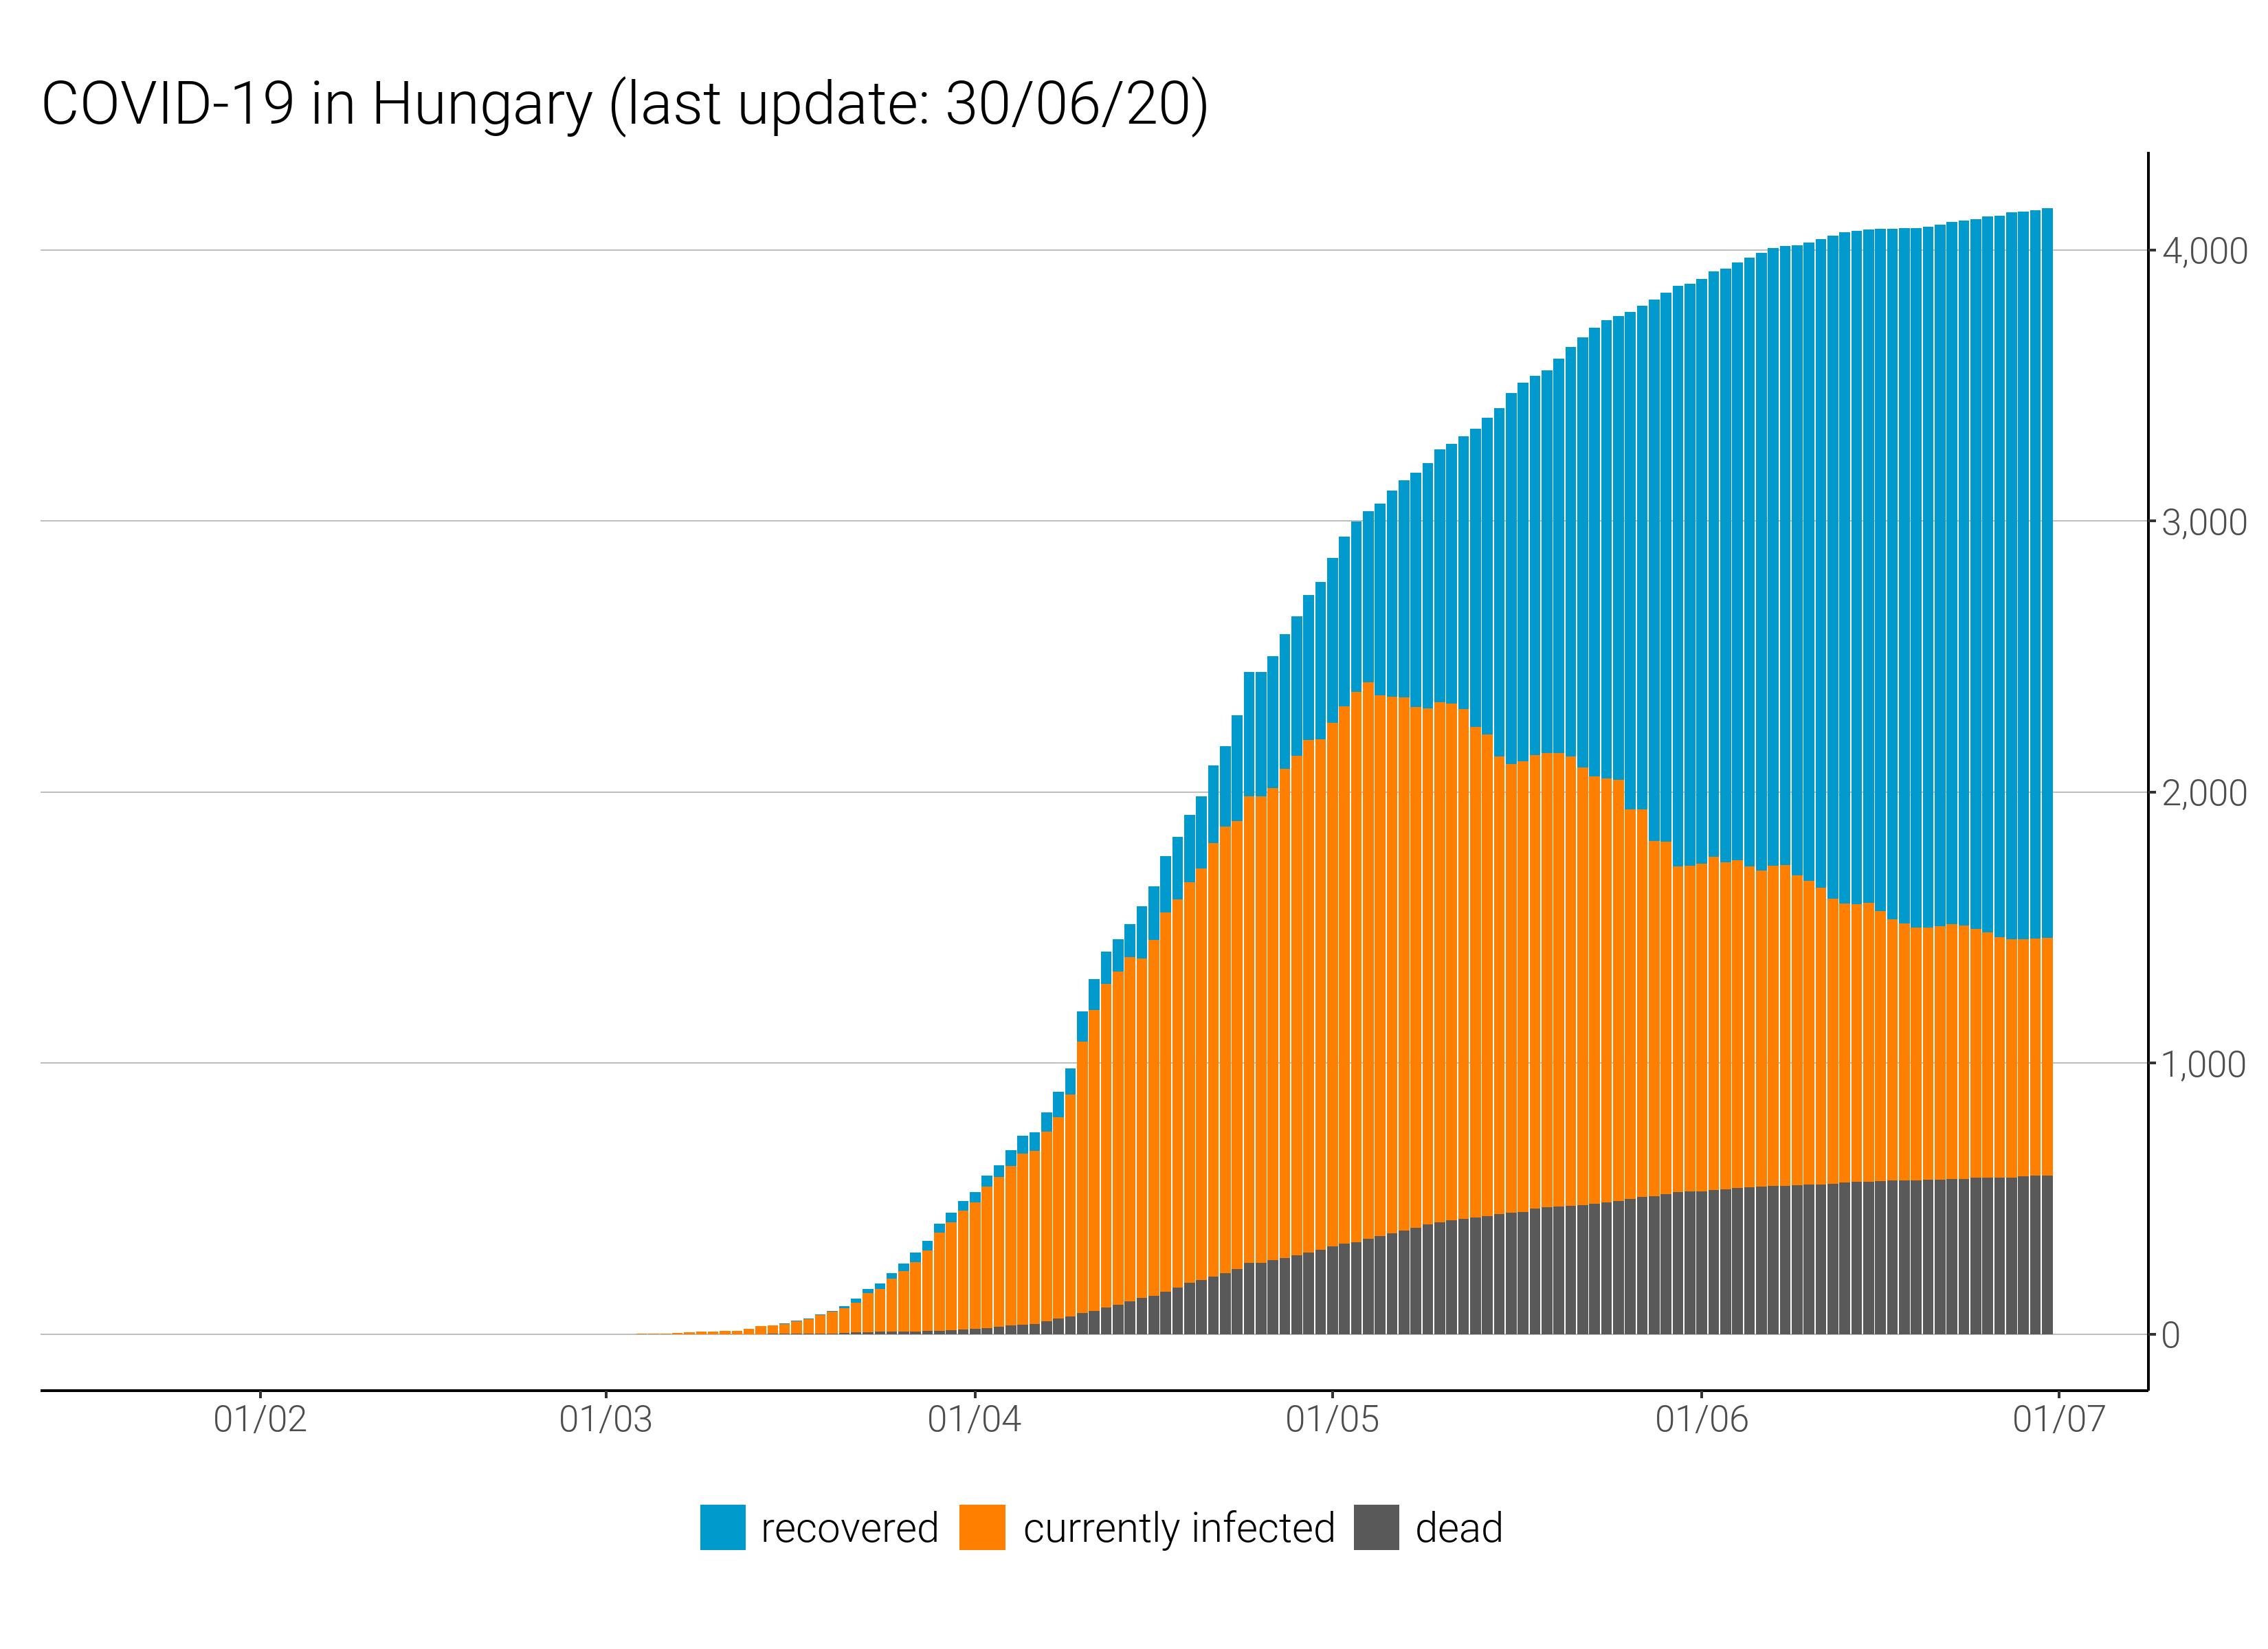 COVID-19 in Hungary (last update: 30/06/20)
4,000
3,000
2,000
1,000
0
01/02 01/03 01/04 01/05 01/06 01/07
recovered currently infected dead